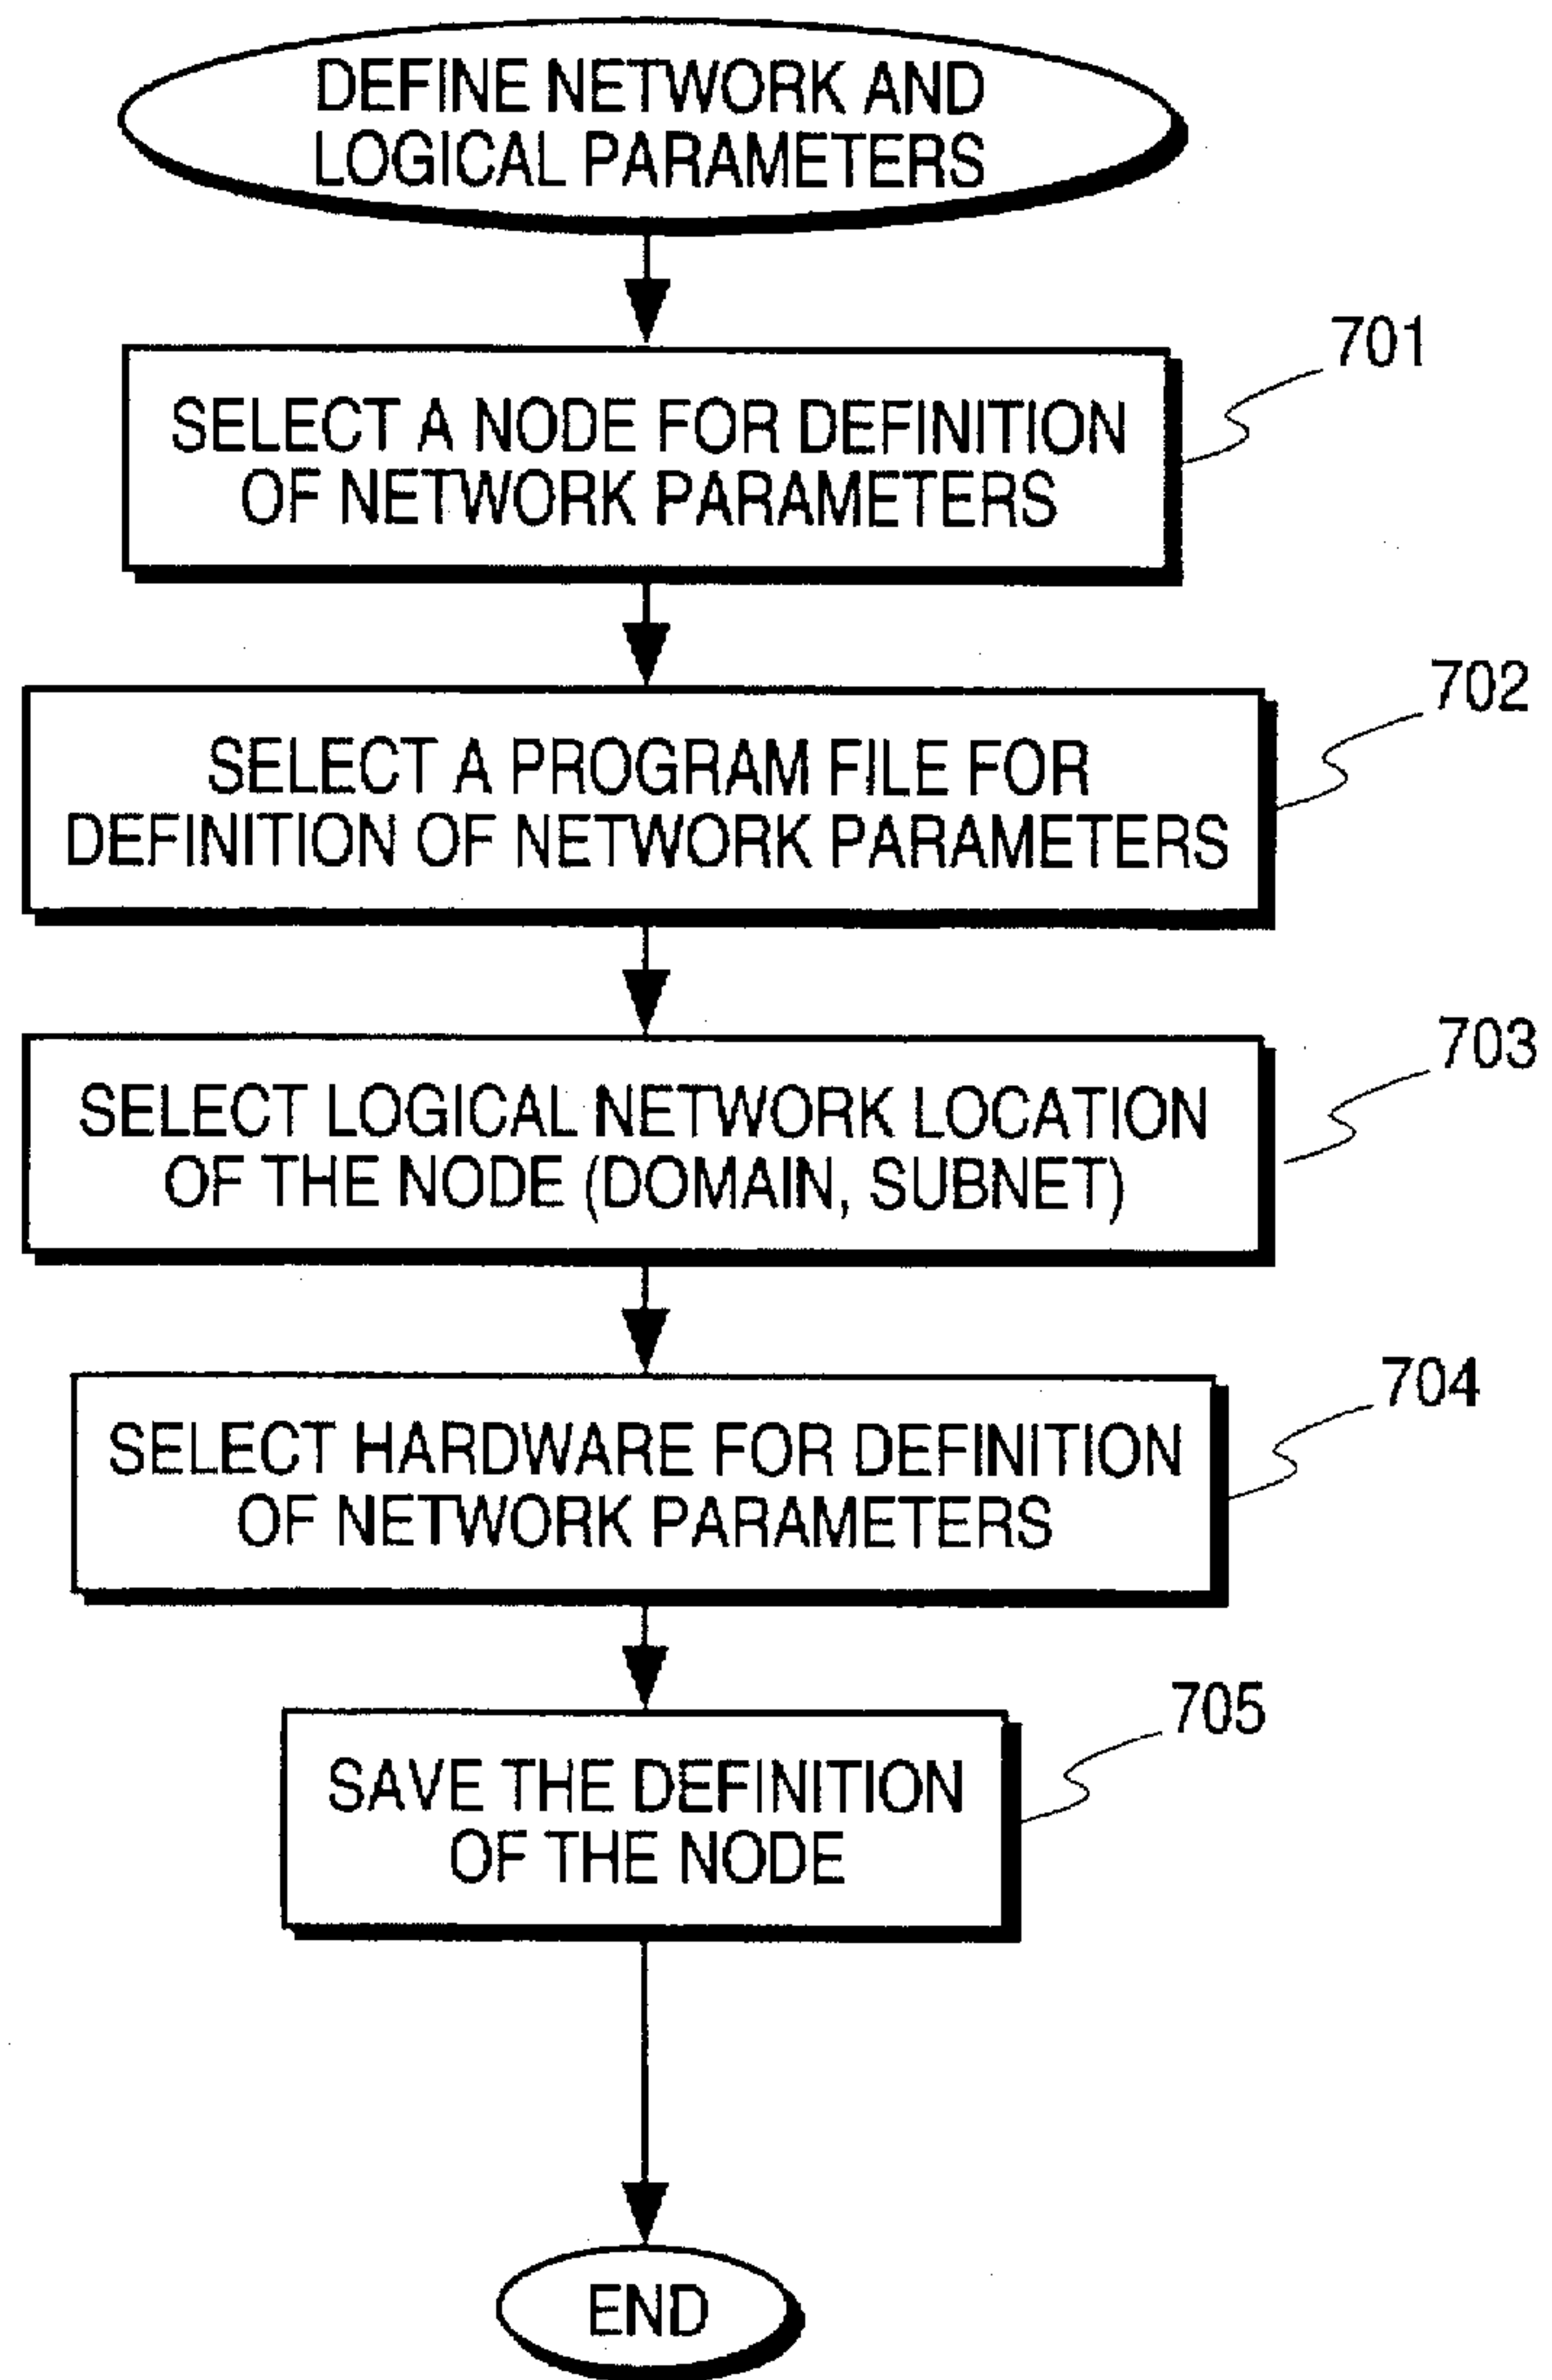 DEFINE NETWORK AND
LOGICAL PARAMETERS
701
SELECT A NODE FOR DEFINITION
OF NETWORK PARAMETERS
702
SELECT A PROGRAM FILE FOR
DEFINITION OF NETWORK PARAMETERS
703
SELECT LOGICAL NETWORK LOCATION
OF THE NODE (DOMAIN, SUBNET)
704
SELECT HARDWARE FOR DEFINITION
OF NETWORK PARAMETERS
705
SAVE THE DEFINITION
OF THE NODE
END